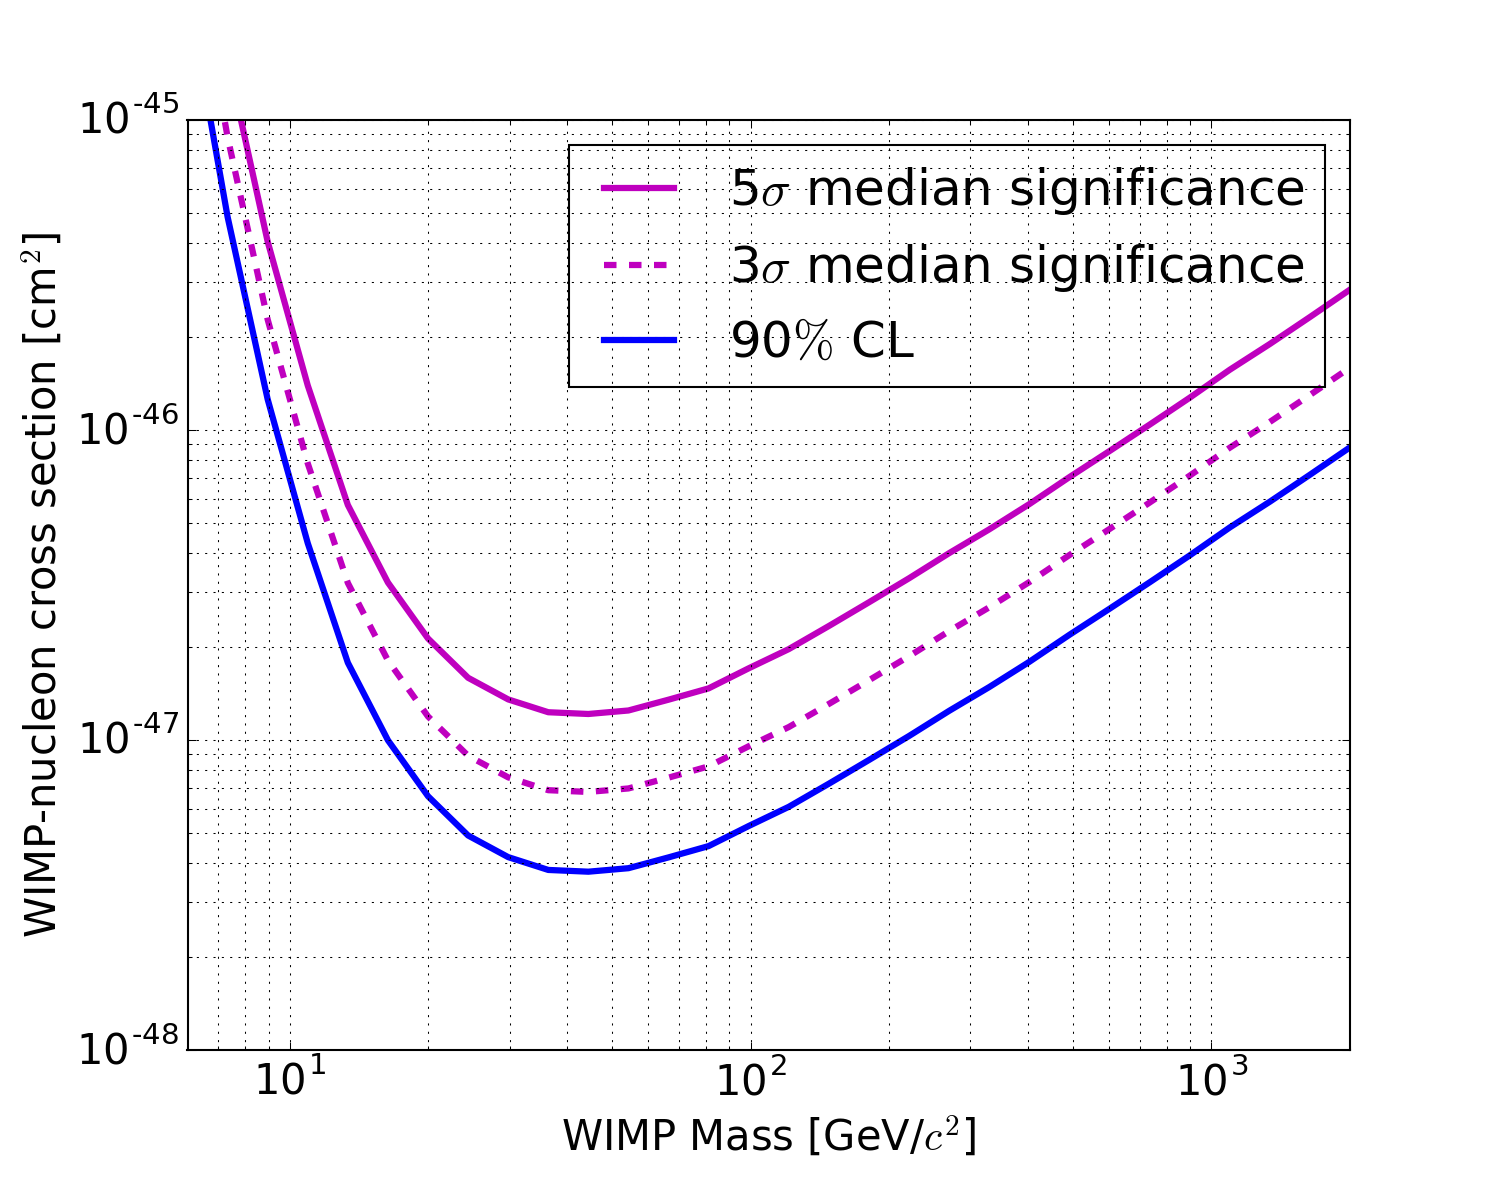 10^-45
10^-46
10^-47
10^-48
WIMP-nucleon cross section [cm^2]
5σ median significance
3σ median significance
90% CL
10^1 10^2 10^3
WIMP Mass [GeV/c^2]